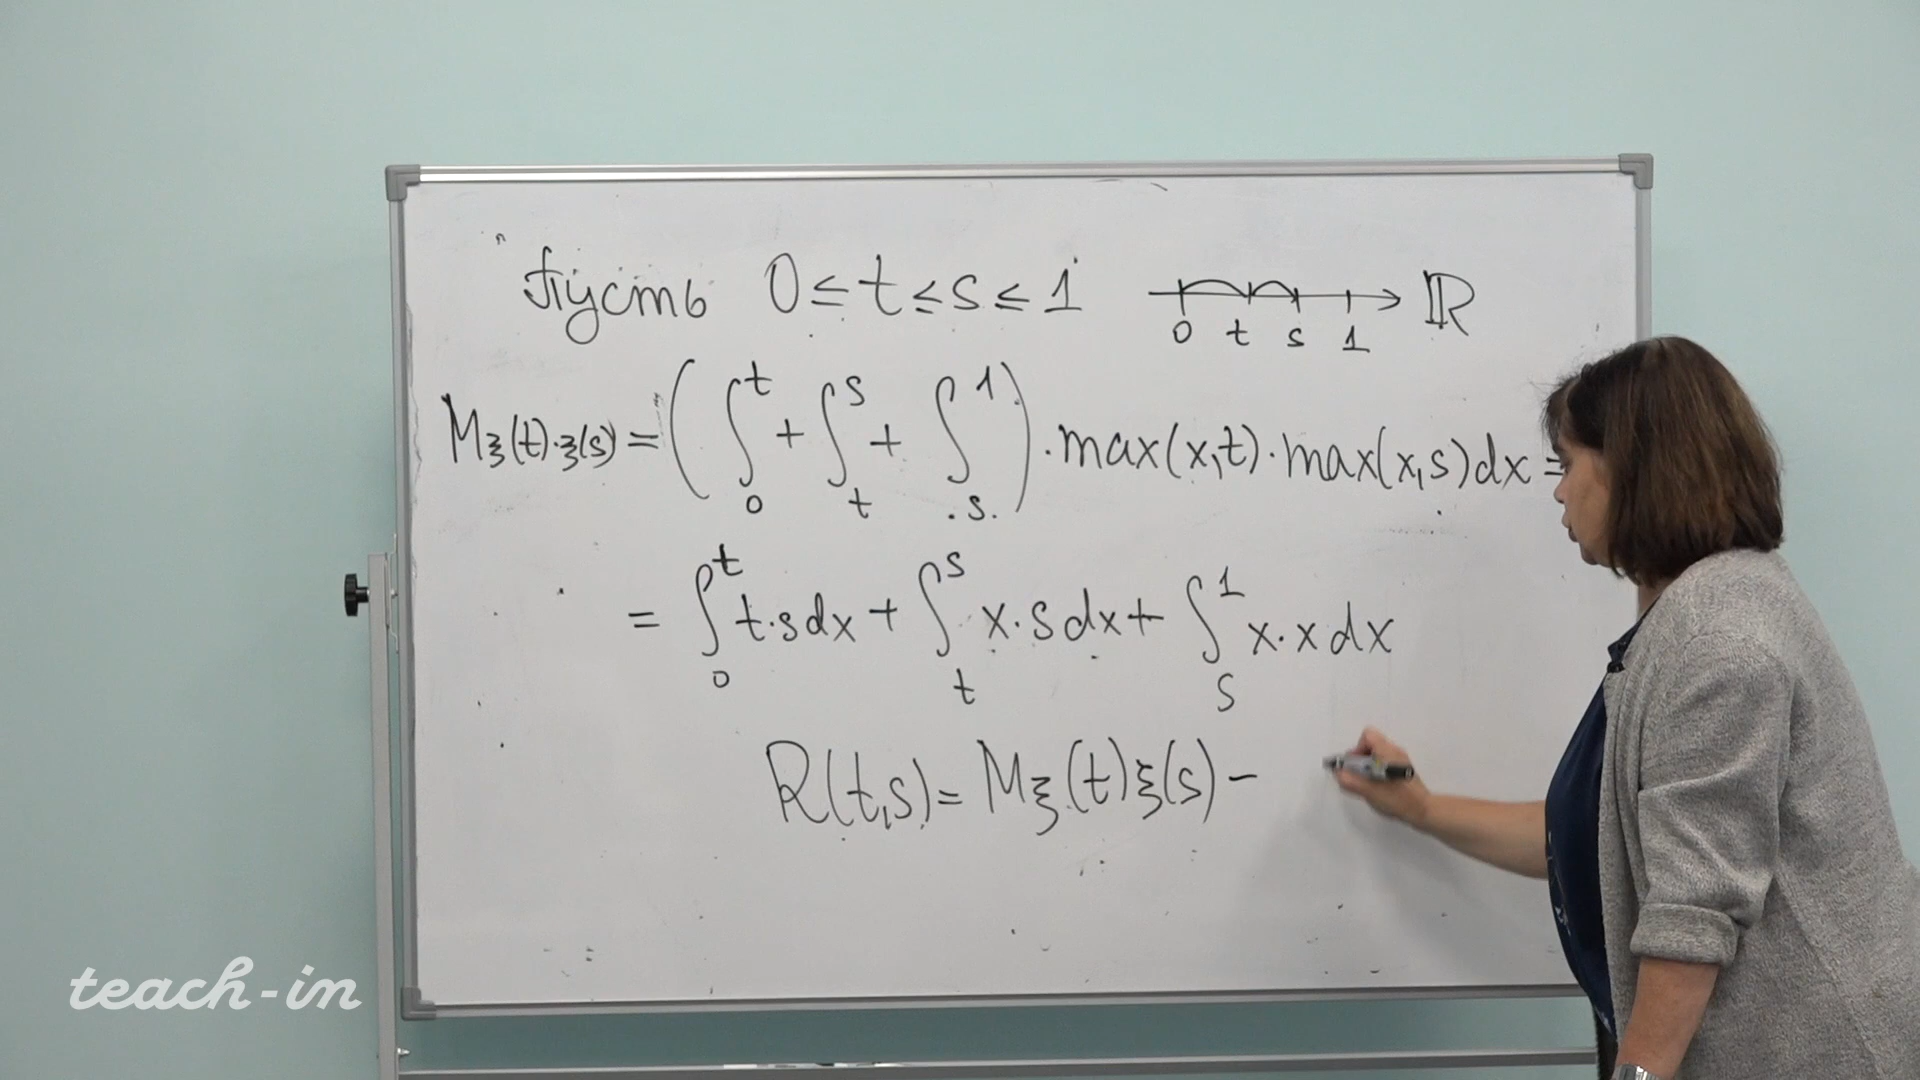 Пусть 0 ≤ t ≤ s ≤ 1
0 t s 1 ℝ
Mξ(t)·ξ(s) = (∫₀ᵗ + ∫ₜˢ + ∫ₛ¹) · max(x,t) · max(x,s)dx =
= ∫₀ᵗ t·s dx + ∫ₜˢ x·s dx + ∫ₛ¹ x·x dx
R(t,s) = Mξ(t)ξ(s) −
teach-in